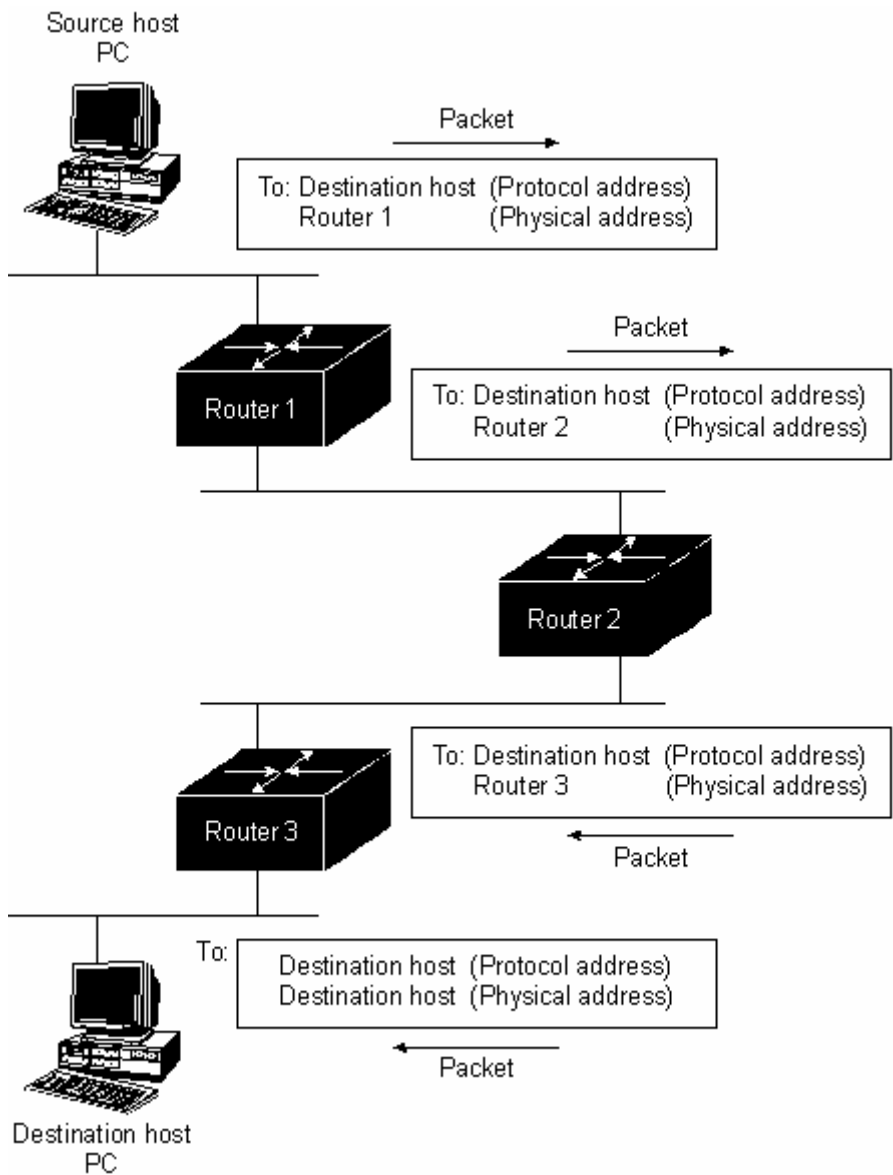 Source host
PC
Packet
To: Destination host (Protocol address)
Router 1 (Physical address)
Packet
Router 1
To: Destination host (Protocol address)
Router 2 (Physical address)
Router 2
To: Destination host (Protocol address)
Router 3 (Physical address)
Router 3
Packet
To:
Destination host (Protocol address)
Destination host (Physical address)
Packet
Destination host
PC